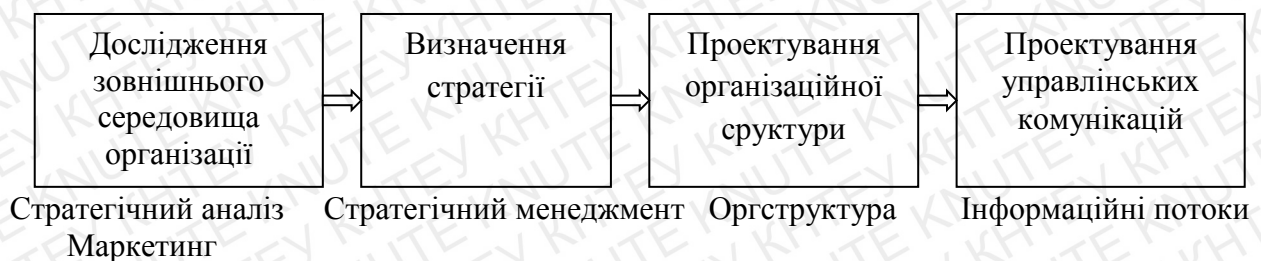 Дослідження
зовнішнього
середовища
організації
Визначення
стратегії
Проектування
організаційної
сруктури
Проектування
управлінських
комунікацій
Стратегічний аналіз
Маркетинг
Стратегічний менеджмент
Оргструктура
Інформаційні потоки